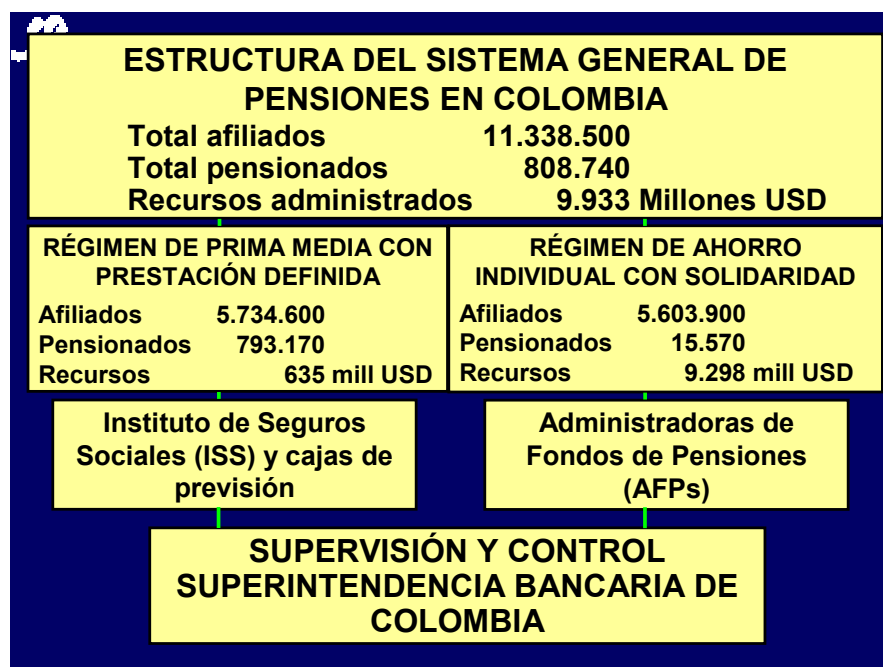 ESTRUCTURA DEL SISTEMA GENERAL DE
PENSIONES EN COLOMBIA
Total afiliados 11.338.500
Total pensionados 808.740
Recursos administrados 9.933 Millones USD
RÉGIMEN DE PRIMA MEDIA CON
PRESTACIÓN DEFINIDA
Afiliados 5.734.600
Pensionados 793.170
Recursos 635 mill USD
RÉGIMEN DE AHORRO
INDIVIDUAL CON SOLIDARIDAD
Afiliados 5.603.900
Pensionados 15.570
Recursos 9.298 mill USD
Instituto de Seguros
Sociales (ISS) y cajas de
previsión
Administradoras de
Fondos de Pensiones
(AFPs)
SUPERVISIÓN Y CONTROL
SUPERINTENDENCIA BANCARIA DE
COLOMBIA